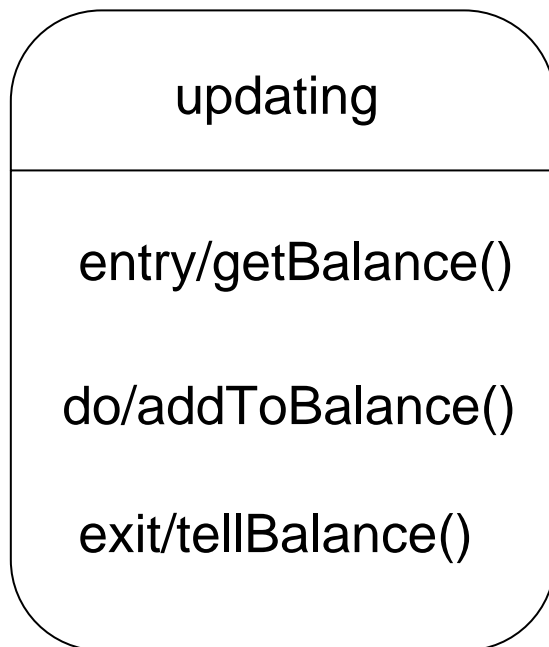 updating
entry/getBalance()
do/addToBalance()
exit/tellBalance()